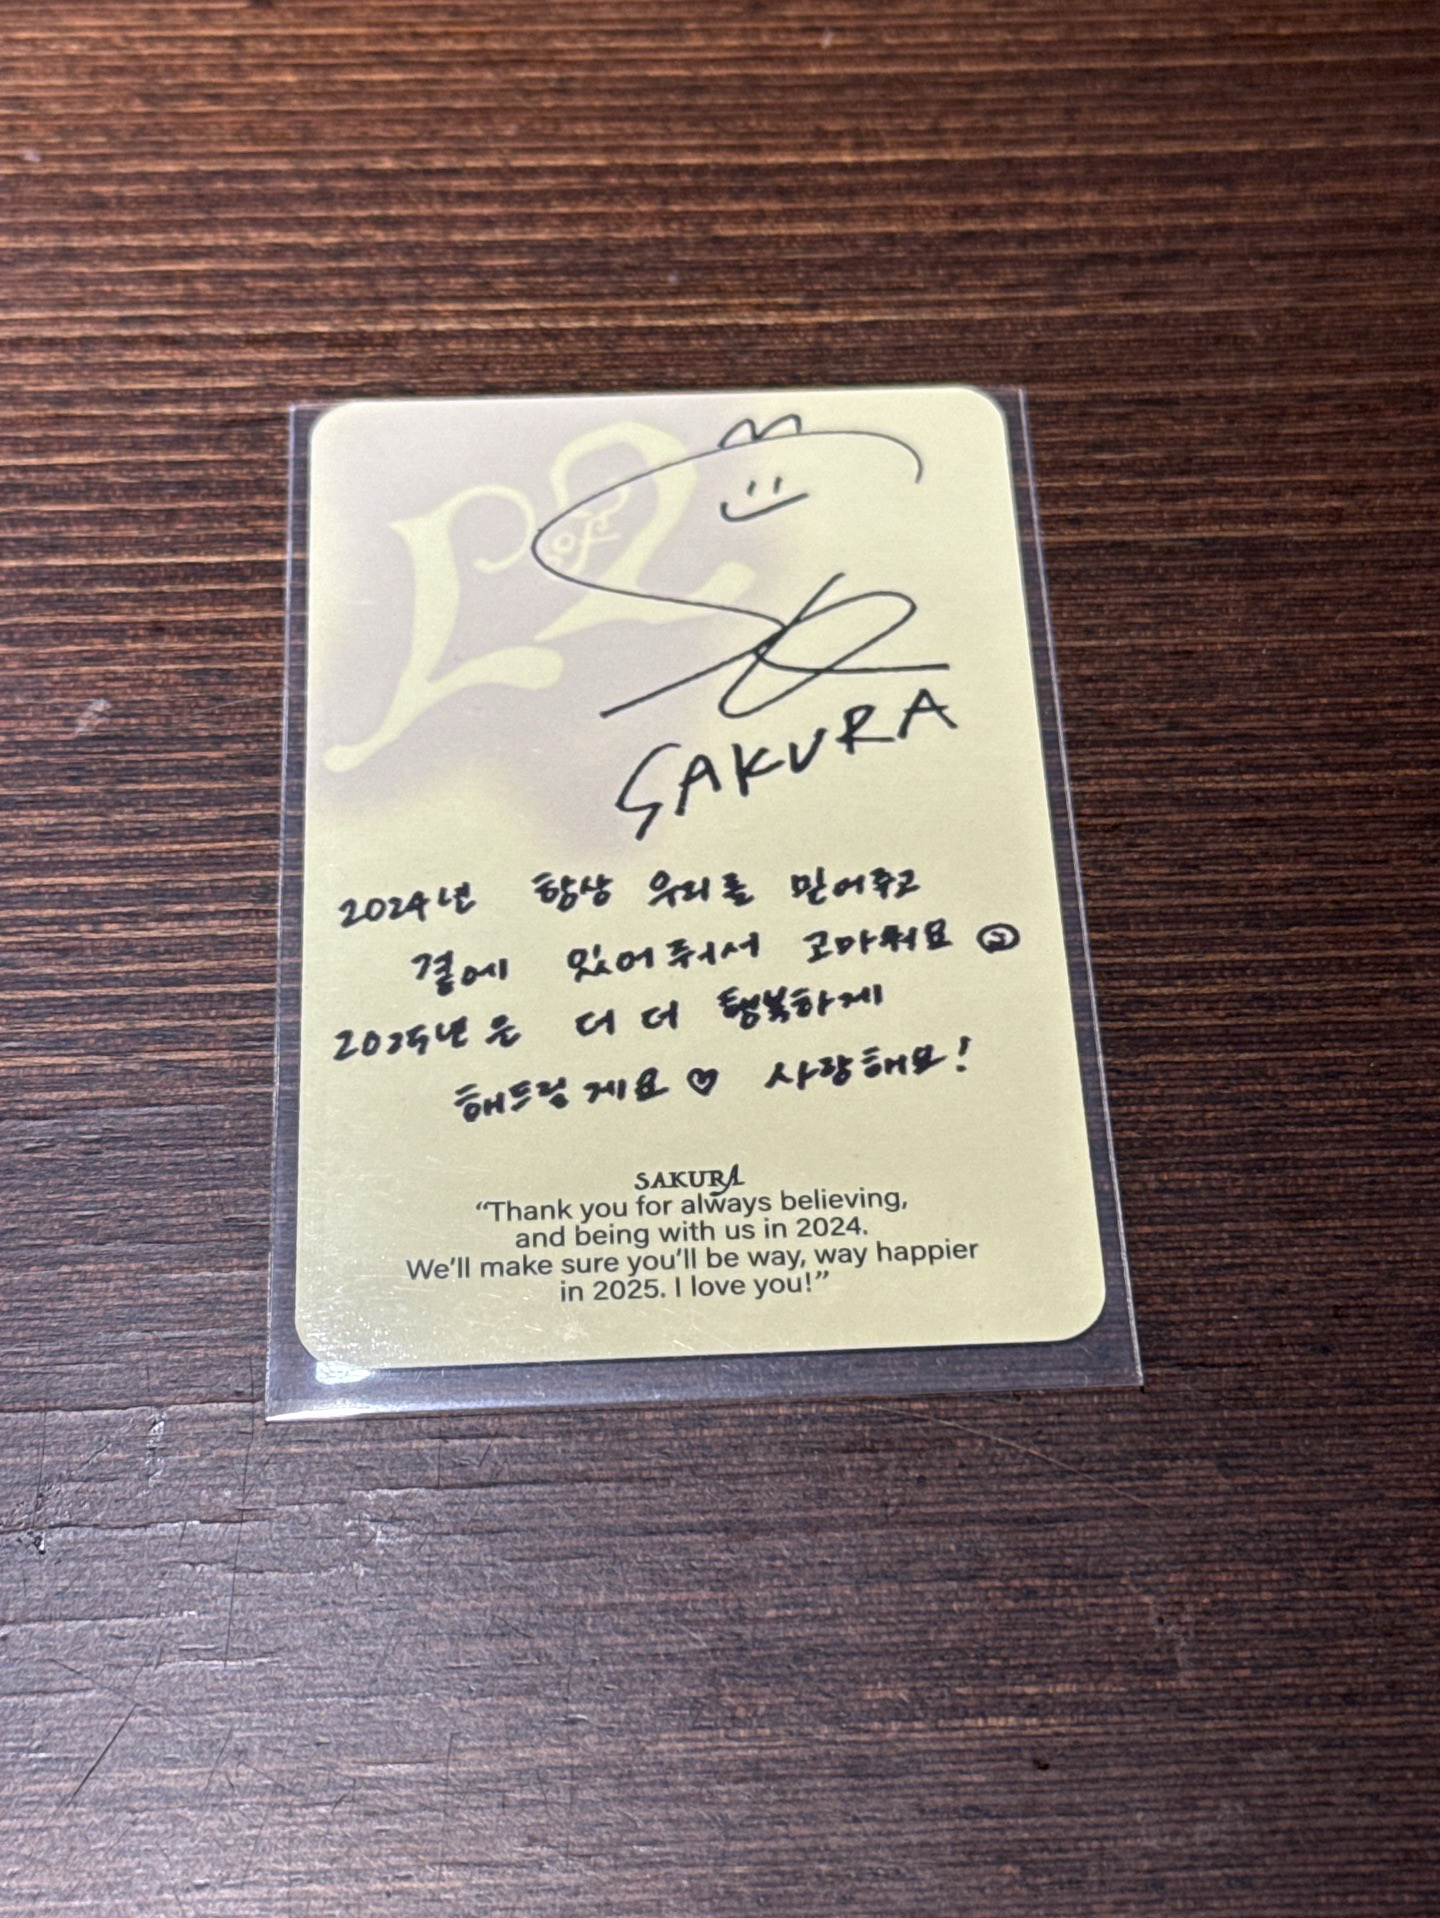 L2
of
SAKURA
2024년 항상 우리를 믿어주고
곁에 있어줘서 고마워요
2025년은 더 더 행복하게
해드릴게요♡ 사랑해요!
SAKURA
“Thank you for always believing,
and being with us in 2024.
We’ll make sure you’ll be way, way happier
in 2025. I love you!”